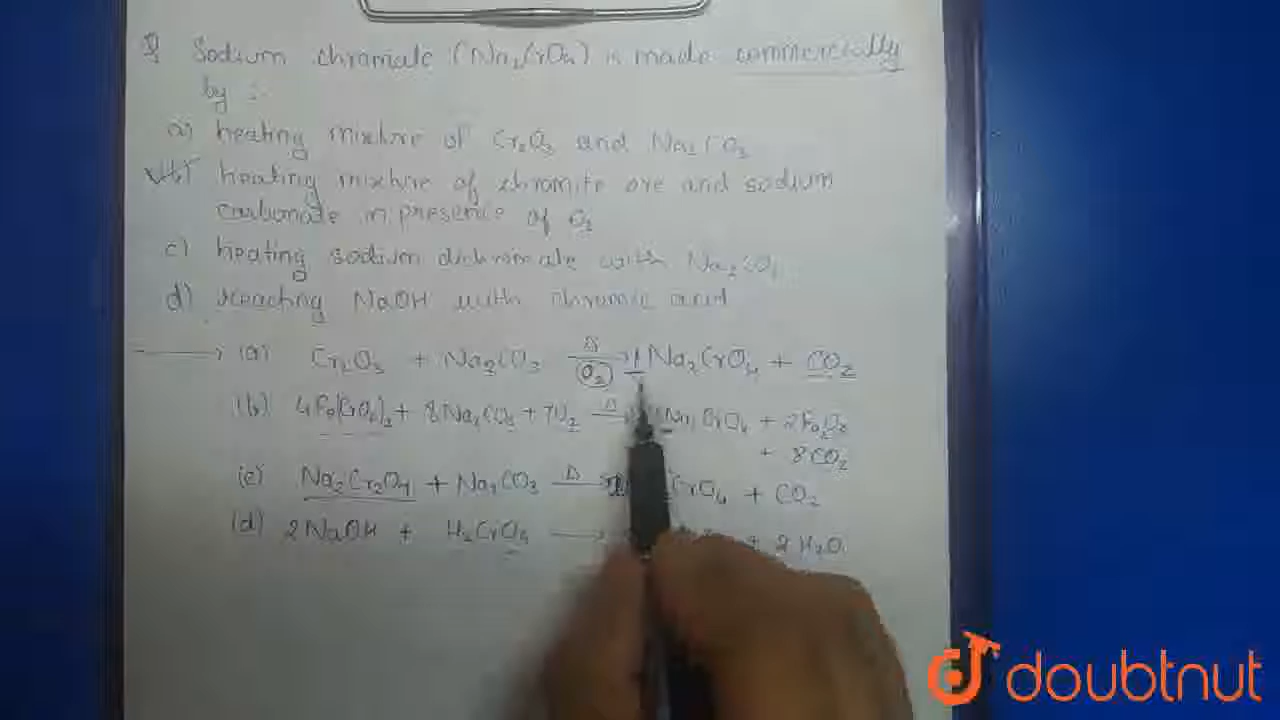 Q Sodium chromate (Na2CrO4) is made commercially
by :-
a) heating mixture of Cr2O3 and Na2CO3
b) heating mixture of chromite ore and sodium
carbonate in presence of O2
c) heating sodium dichromate with Na2CO3
d) reacting NaOH with chromic acid
(a) Cr2O3 + Na2CO3 Δ O2 → Na2CrO4 + CO2
(b) 4Fe(CrO2)2 + 8Na2CO3 + 7O2 Δ → CrO4 + 2Fe2O3
+ 8CO2
(c) Na2Cr2O7 + Na2CO3 Δ → CrO4 + CO2
(d) 2NaOH + H2CrO4 → + 2H2O
doubtnut